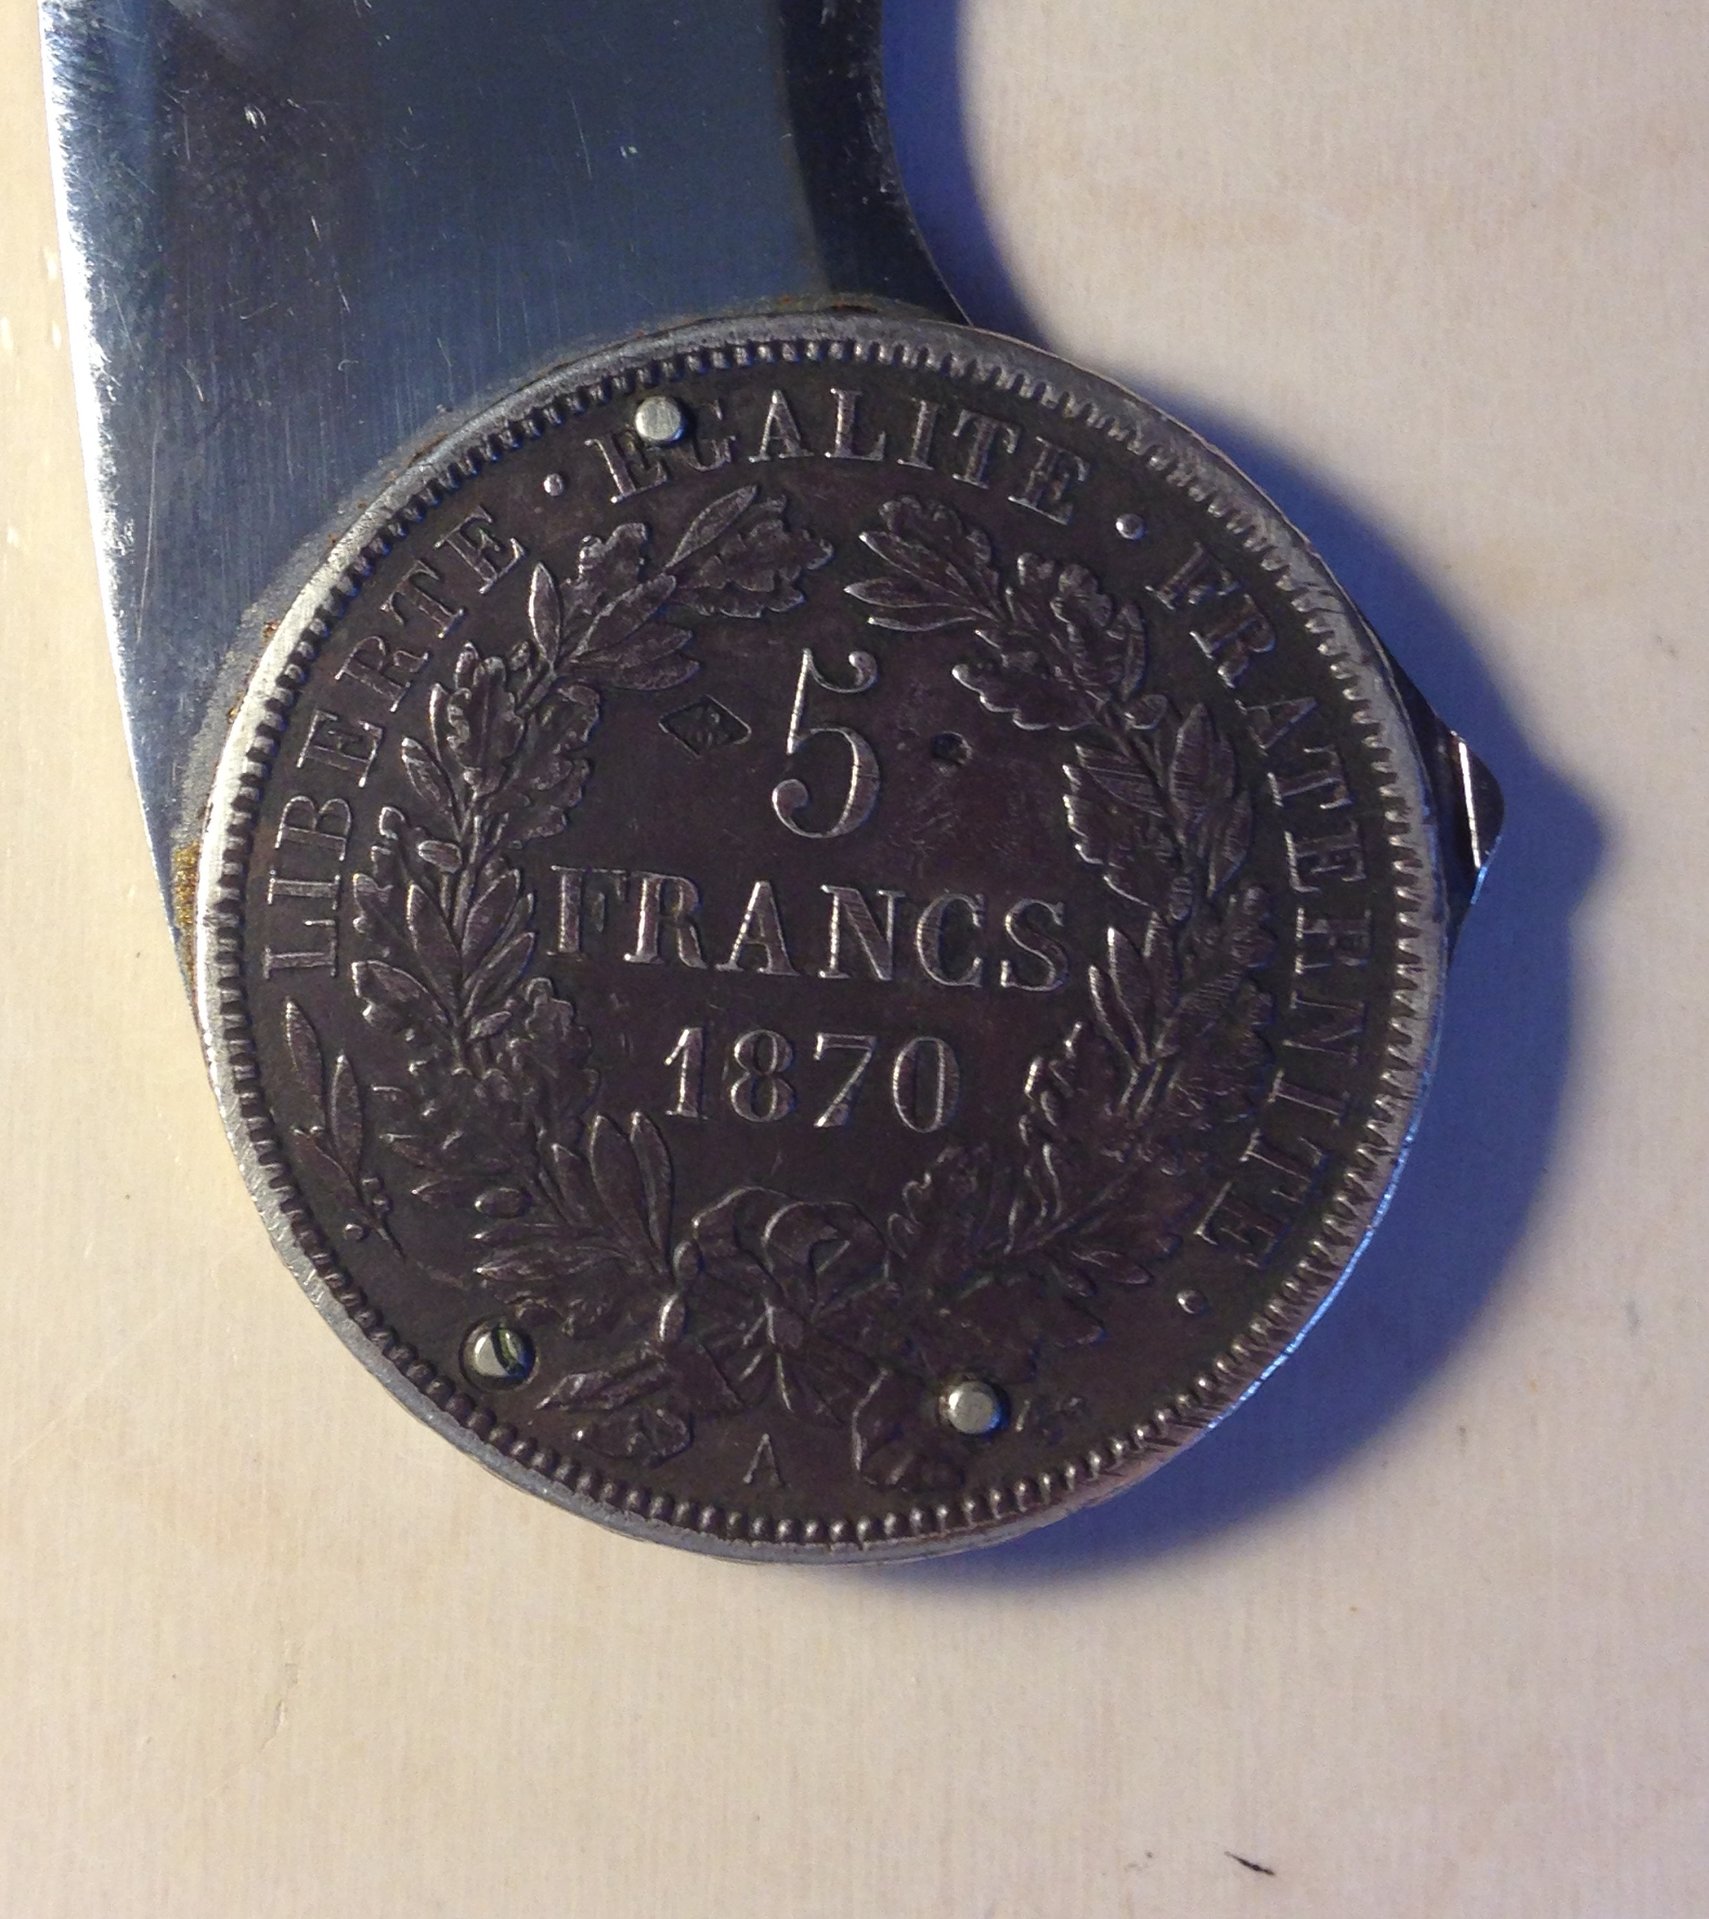 LIBERTE · EGALITE · FRATERNITE ·
5
FRANCS
1870
A